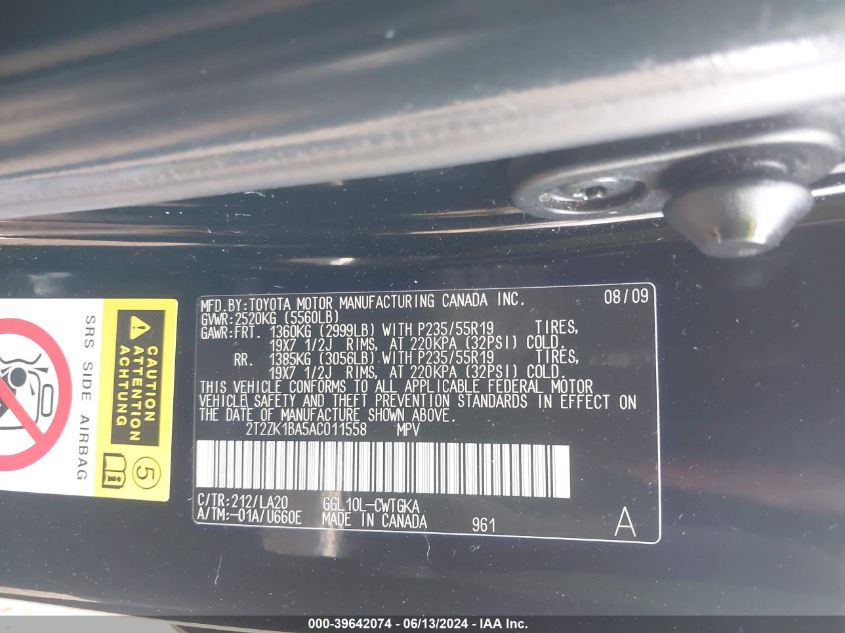 MFD.BY:TOYOTA MOTOR MANUFACTURING CANADA INC. 08/09
GVWR:2520KG (5560LB)
GAWR:FRT. 1360KG (2999LB) WITH P235/55R19 TIRES,
19X7 1/2J RIMS, AT 220KPA (32PSI) COLD.
RR. 1385KG (3056LB) WITH P235/55R19 TIRES,
19X7 1/2J RIMS, AT 220KPA (32PSI) COLD.
THIS VEHICLE CONFORMS TO ALL APPLICABLE FEDERAL MOTOR
VEHICLE SAFETY AND THEFT PREVENTION STANDARDS IN EFFECT ON
THE DATE OF MANUFACTURE SHOWN ABOVE.
2T2ZK1BA5AC011558 MPV
C/TR:212/LA20 GGL10L-CWTGKA
A/TM:-01A/U660E MADE IN CANADA 961 A
SRS SIDE AIRBAG
CAUTION
ATTENTION
ACHTUNG
5
000-39642074 - 06/13/2024 - IAA Inc.